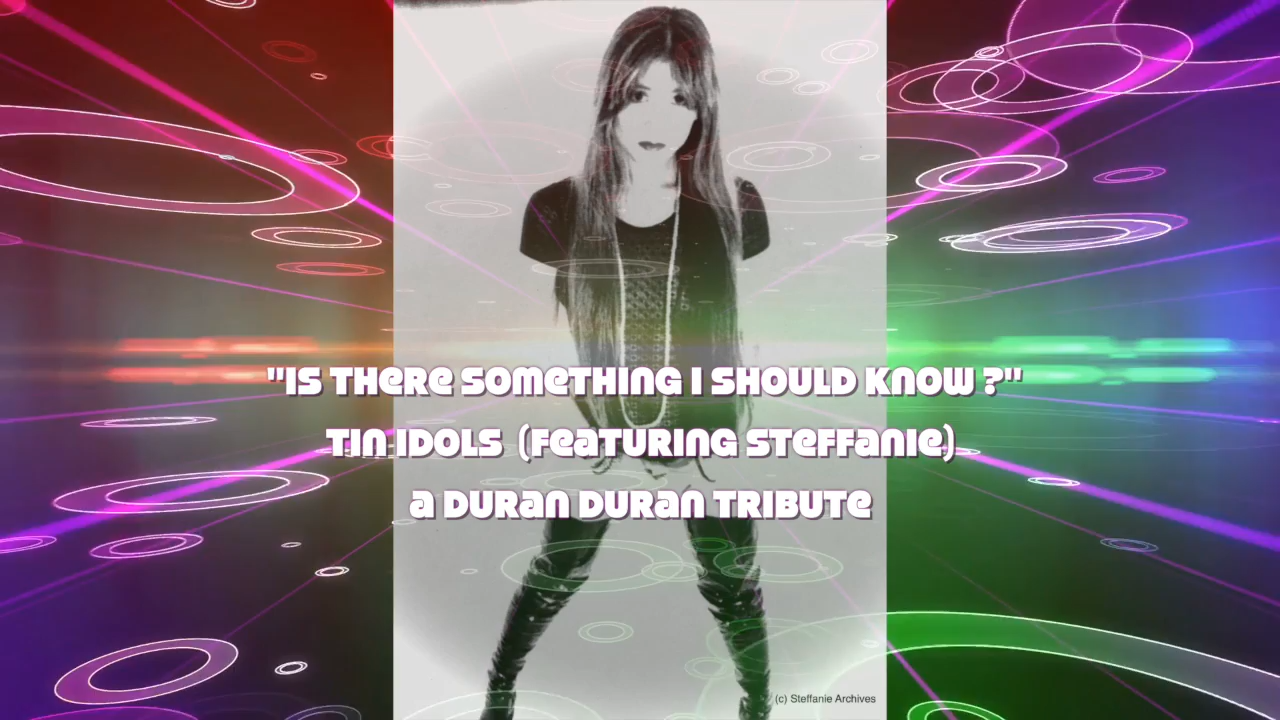 "IS THERE SOMETHING I SHOULD KNOW ?"
TIN IDOLS (FEATURING STEFFANIE)
A DURAN DURAN TRIBUTE
(c) Steffanie Archives